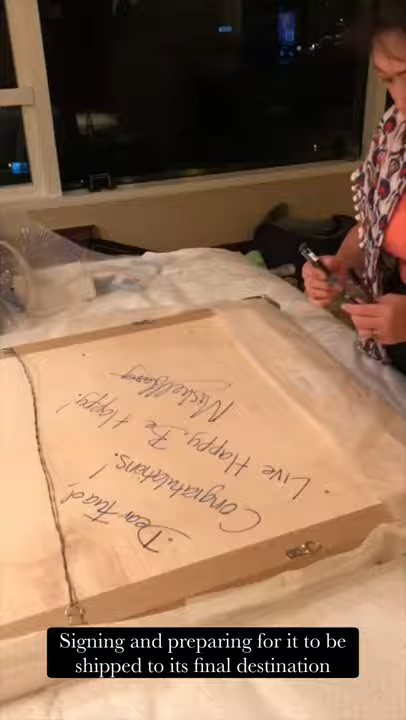 Dear Fuad!
Congratulations!
Live Happy, Be Happy!
Signing and preparing for it to be
shipped to its final destination